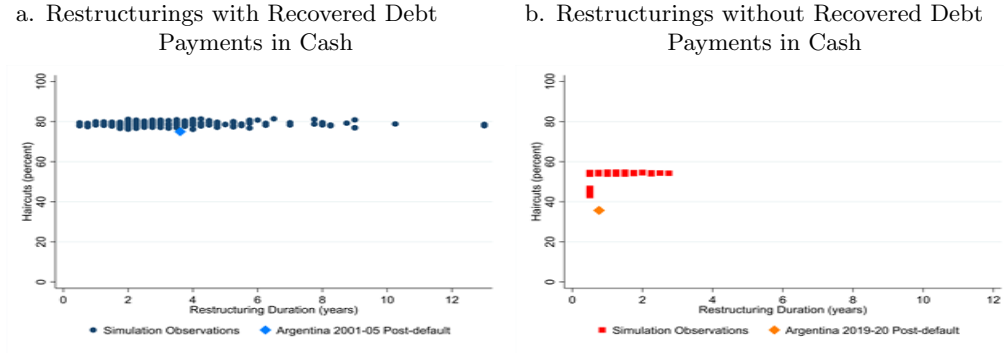 a. Restructurings with Recovered Debt
Payments in Cash
Haircuts (percent)
100
80
60
40
20
0
0 2 4 6 8 10 12
Restructuring Duration (years)
Simulation Observations Argentina 2001-05 Post-default
b. Restructurings without Recovered Debt
Payments in Cash
Haircuts (percent)
100
80
60
40
20
0
0 2 4 6 8 10 12
Restructuring Duration (years)
Simulation Observations Argentina 2019-20 Post-default